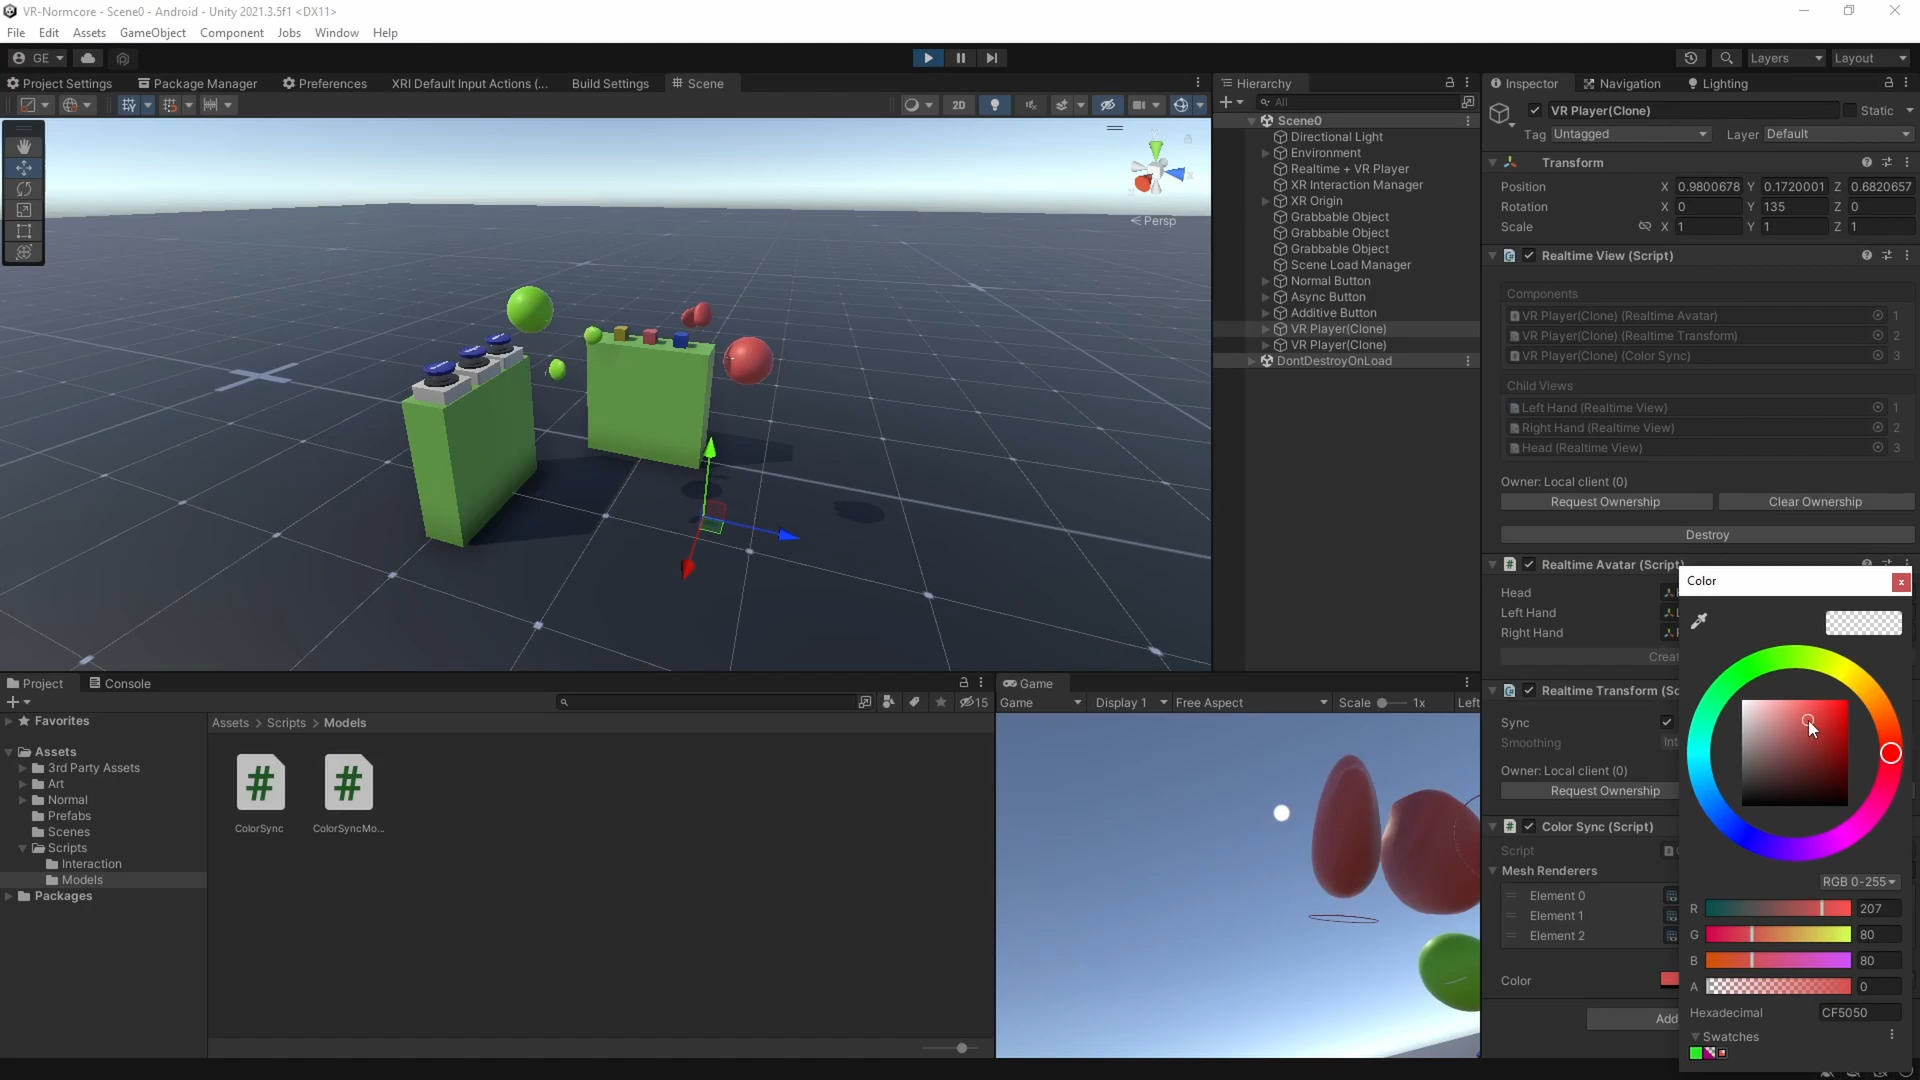 VR-Normcore - Scene0 - Android - Unity 2021.3.5f1 <DX11>
File Edit Assets GameObject Component Jobs Window Help
GE Layers Layout
Project Settings Package Manager Preferences XRI Default Input Actions (... Build Settings Scene
2D
Persp
Hierarchy
All
Scene0
Directional Light
Environment
Realtime + VR Player
XR Interaction Manager
XR Origin
Grabbable Object
Grabbable Object
Grabbable Object
Scene Load Manager
Normal Button
Async Button
Additive Button
VR Player(Clone)
VR Player(Clone)
DontDestroyOnLoad
Inspector Navigation Lighting
VR Player(Clone) Static
Tag Untagged Layer Default
Transform
Position X 0.9800678 Y 0.1720001 Z 0.6820657
Rotation X 0 Y 135 Z 0
Scale X 1 Y 1 Z 1
Realtime View (Script)
Components
VR Player(Clone) (Realtime Avatar) 1
VR Player(Clone) (Realtime Transform) 2
VR Player(Clone) (Color Sync) 3
Child Views
Left Hand (Realtime View) 1
Right Hand (Realtime View) 2
Head (Realtime View) 3
Owner: Local client (0)
Request Ownership Clear Ownership
Destroy
Realtime Avatar (Script)
Head
Left Hand
Right Hand
Creat
Realtime Transform (Sc
Sync
Smoothing Int
Owner: Local client (0)
Request Ownership
Color Sync (Script)
Script
Mesh Renderers
Element 0
Element 1
Element 2
Color
Add
Color
x
RGB 0-255
R 207
G 80
B 80
A 0
Hexadecimal CF5050
Swatches
Project Console
15
Favorites
Assets
3rd Party Assets
Art
Normal
Prefabs
Scenes
Scripts
Interaction
Models
Packages
Assets > Scripts > Models
ColorSync ColorSyncMo...
Game
Game Display 1 Free Aspect Scale 1x Left